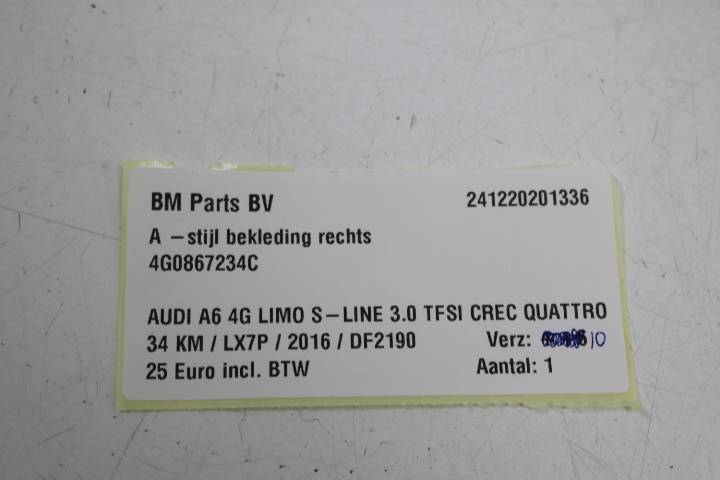 BM Parts BV 241220201336
A -stijl bekleding rechts
4G0867234C
AUDI A6 4G LIMO S-LINE 3.0 TFSI CREC QUATTRO
34 KM / LX7P / 2016 / DF2190 Verz: 10
25 Euro incl. BTW Aantal: 1